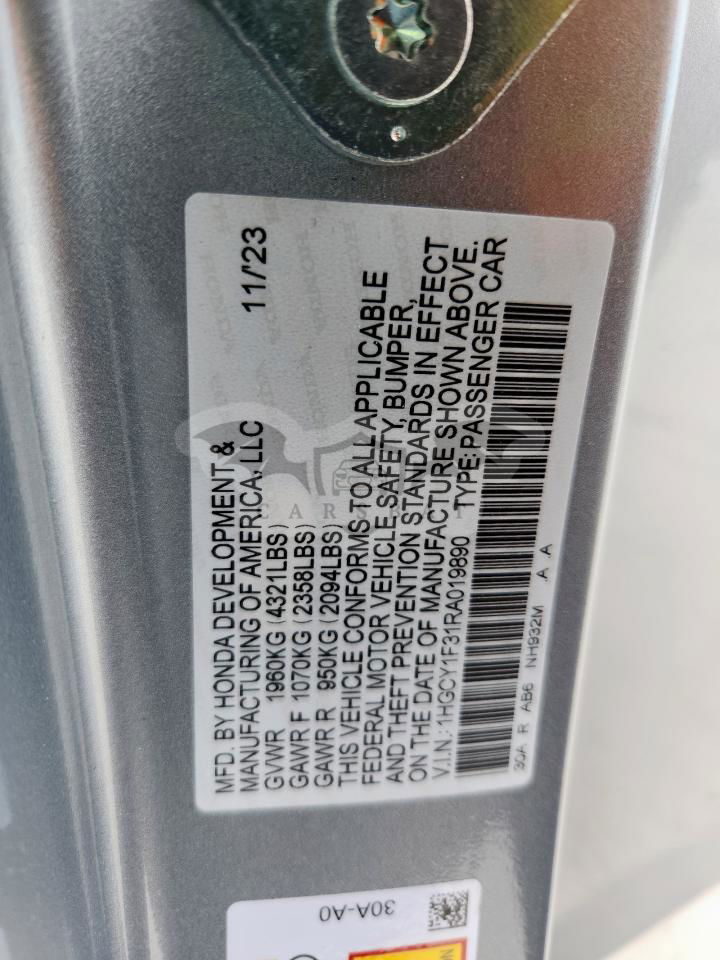 MFD. BY HONDA DEVELOPMENT &
MANUFACTURING OF AMERICA, LLC 11/'23
GVWR 1960KG (4321LBS)
GAWR F 1070KG (2358LBS)
GAWR R 950KG (2094LBS)
THIS VEHICLE CONFORMS TO ALL APPLICABLE
FEDERAL MOTOR VEHICLE SAFETY, BUMPER,
AND THEFT PREVENTION STANDARDS IN EFFECT
ON THE DATE OF MANUFACTURE SHOWN ABOVE.
V.I.N.:1HGCY1F31RA019890 TYPE:PASSENGER CAR
30A R AB6 NH932M A A
30A-A0